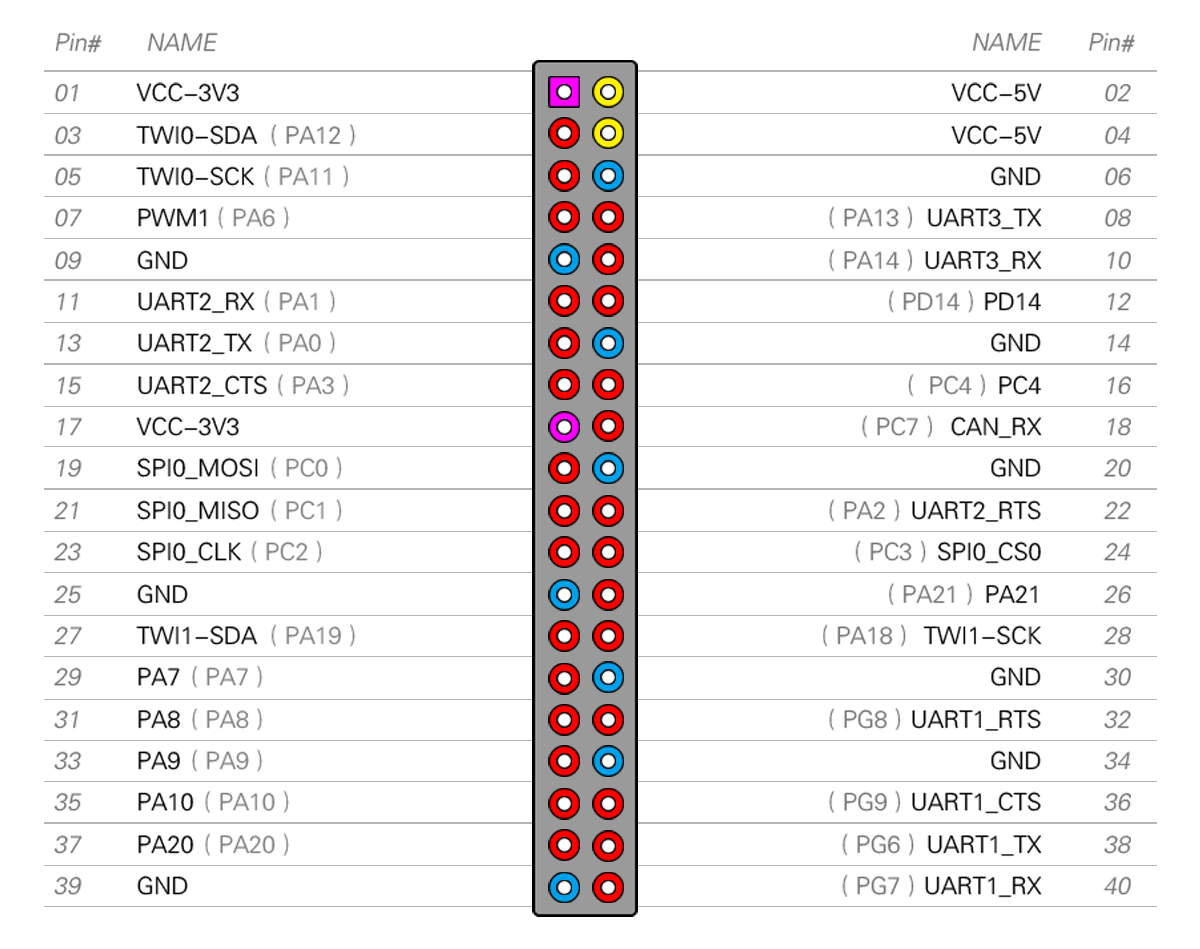 Pin# NAME NAME Pin#
01 VCC-3V3 VCC-5V 02
03 TWI0-SDA ( PA12 ) VCC-5V 04
05 TWI0-SCK ( PA11 ) GND 06
07 PWM1 ( PA6 ) ( PA13 ) UART3_TX 08
09 GND ( PA14 ) UART3_RX 10
11 UART2_RX ( PA1 ) ( PD14 ) PD14 12
13 UART2_TX ( PA0 ) GND 14
15 UART2_CTS ( PA3 ) ( PC4 ) PC4 16
17 VCC-3V3 ( PC7 ) CAN_RX 18
19 SPI0_MOSI ( PC0 ) GND 20
21 SPI0_MISO ( PC1 ) ( PA2 ) UART2_RTS 22
23 SPI0_CLK ( PC2 ) ( PC3 ) SPI0_CS0 24
25 GND ( PA21 ) PA21 26
27 TWI1-SDA ( PA19 ) ( PA18 ) TWI1-SCK 28
29 PA7 ( PA7 ) GND 30
31 PA8 ( PA8 ) ( PG8 ) UART1_RTS 32
33 PA9 ( PA9 ) GND 34
35 PA10 ( PA10 ) ( PG9 ) UART1_CTS 36
37 PA20 ( PA20 ) ( PG6 ) UART1_TX 38
39 GND ( PG7 ) UART1_RX 40